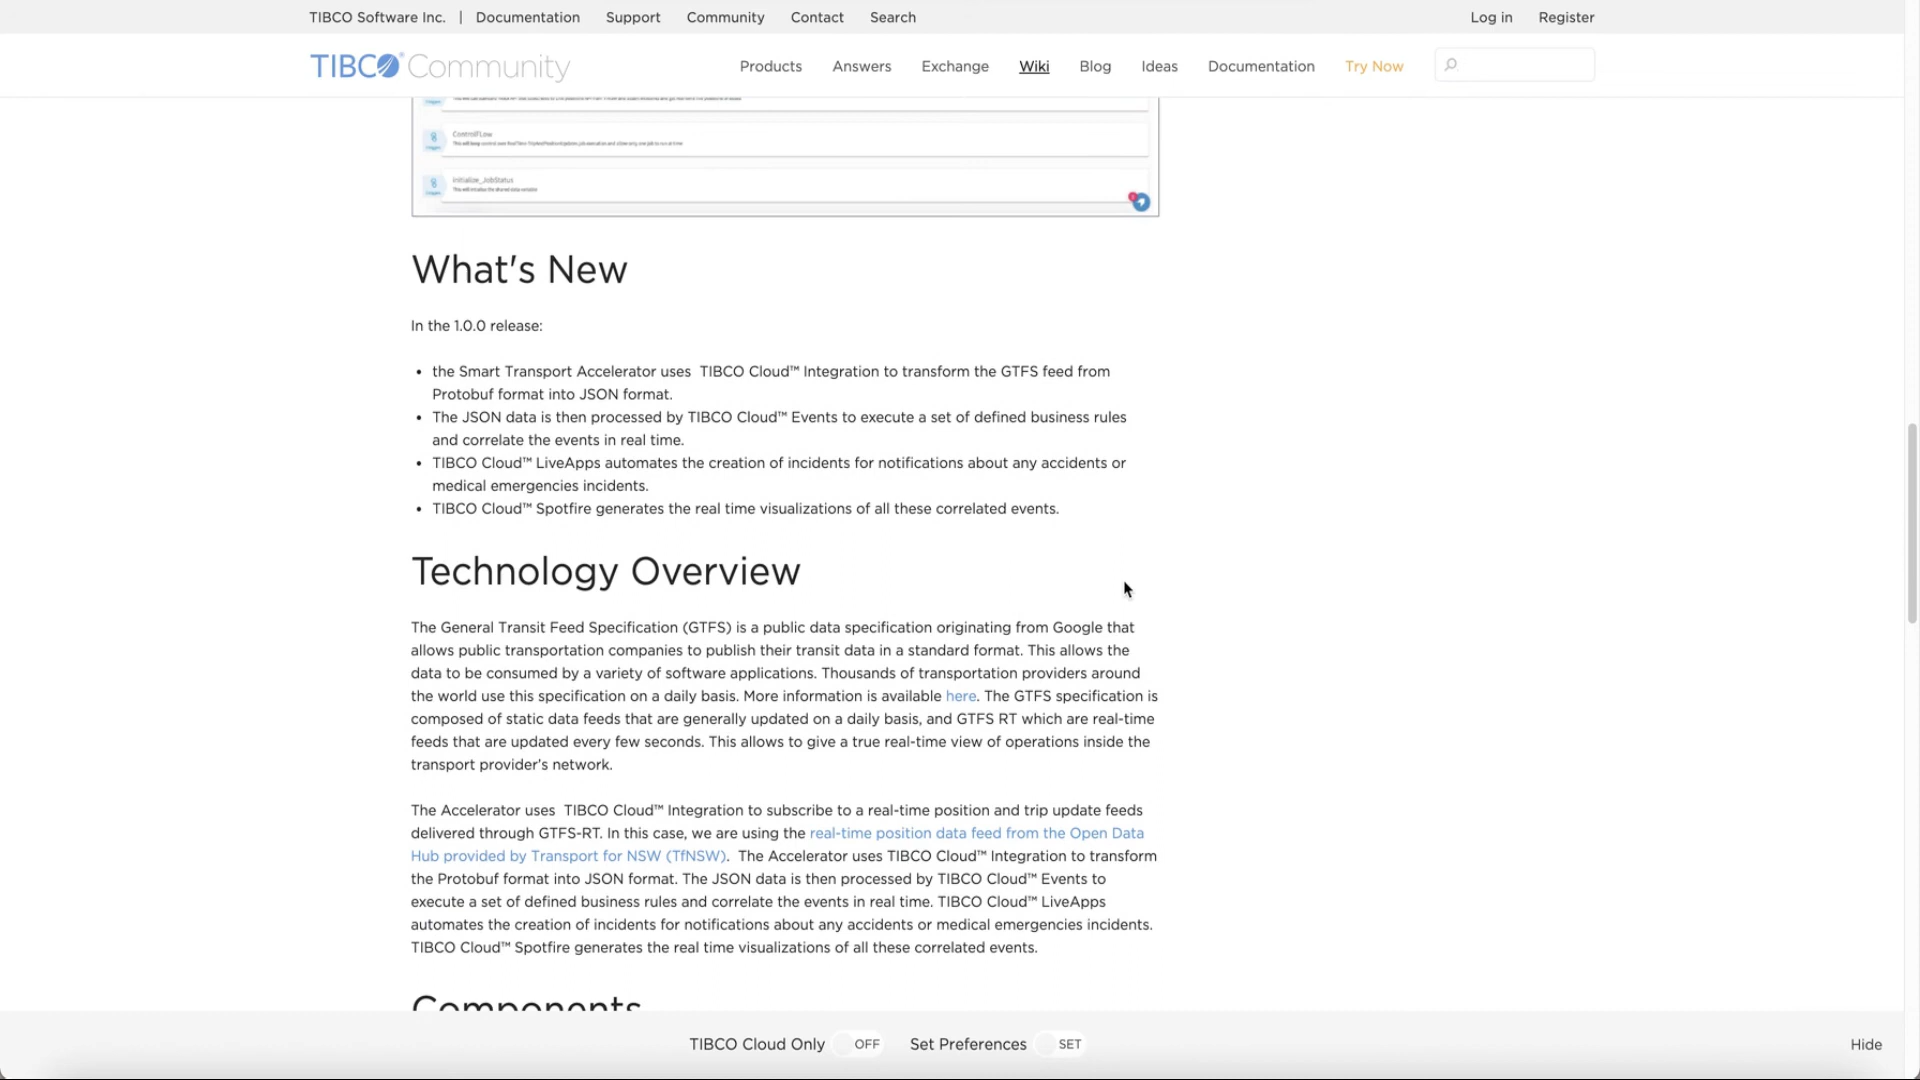 TIBCO Software Inc. | Documentation Support Community Contact Search Log in Register
TIBCO® Community Products Answers Exchange Wiki Blog Ideas Documentation Try Now
ControlFLow
Initialize_JobStatus
This will initialise the shared data variable
What's New
In the 1.0.0 release:
• the Smart Transport Accelerator uses  TIBCO Cloud™ Integration to transform the GTFS feed from
Protobuf format into JSON format.
• The JSON data is then processed by TIBCO Cloud™ Events to execute a set of defined business rules
and correlate the events in real time.
• TIBCO Cloud™ LiveApps automates the creation of incidents for notifications about any accidents or
medical emergencies incidents.
• TIBCO Cloud™ Spotfire generates the real time visualizations of all these correlated events.
Technology Overview
The General Transit Feed Specification (GTFS) is a public data specification originating from Google that
allows public transportation companies to publish their transit data in a standard format. This allows the
data to be consumed by a variety of software applications. Thousands of transportation providers around
the world use this specification on a daily basis. More information is available here. The GTFS specification is
composed of static data feeds that are generally updated on a daily basis, and GTFS RT which are real-time
feeds that are updated every few seconds. This allows to give a true real-time view of operations inside the
transport provider's network.
The Accelerator uses  TIBCO Cloud™ Integration to subscribe to a real-time position and trip update feeds
delivered through GTFS-RT. In this case, we are using the real-time position data feed from the Open Data
Hub provided by Transport for NSW (TfNSW).  The Accelerator uses TIBCO Cloud™ Integration to transform
the Protobuf format into JSON format. The JSON data is then processed by TIBCO Cloud™ Events to
execute a set of defined business rules and correlate the events in real time. TIBCO Cloud™ LiveApps
automates the creation of incidents for notifications about any accidents or medical emergencies incidents.
TIBCO Cloud™ Spotfire generates the real time visualizations of all these correlated events.
Components
TIBCO Cloud Only OFF Set Preferences SET Hide